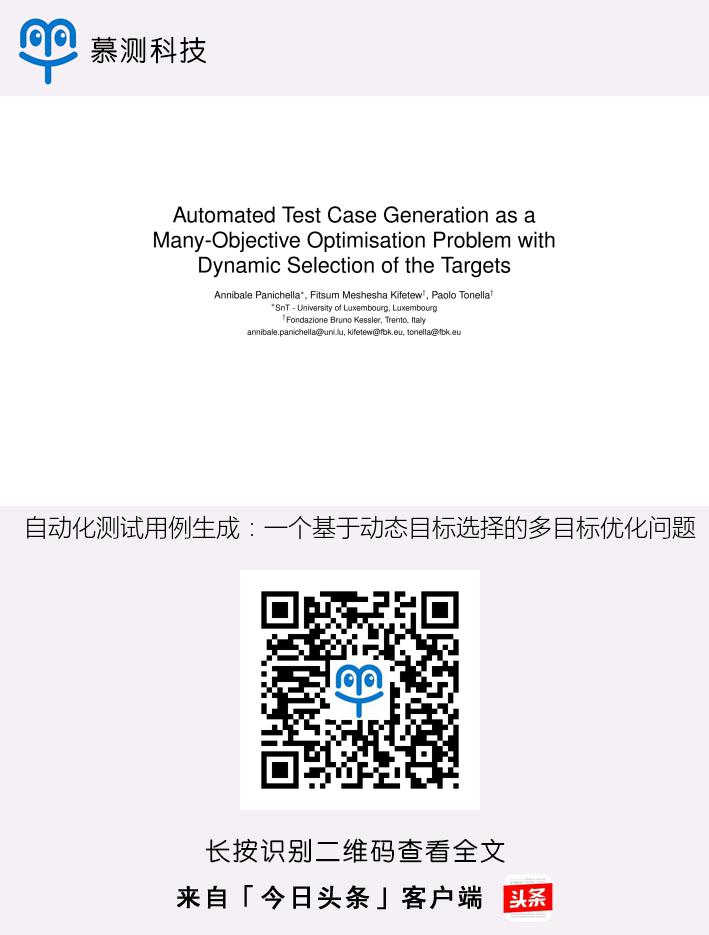 慕测科技
Automated Test Case Generation as a
Many-Objective Optimisation Problem with
Dynamic Selection of the Targets
Annibale Panichella*, Fitsum Meshesha Kifetew†, Paolo Tonella†
*SnT - University of Luxembourg, Luxembourg
†Fondazione Bruno Kessler, Trento, Italy
annibale.panichella@uni.lu, kifetew@fbk.eu, tonella@fbk.eu
自动化测试用例生成：一个基于动态目标选择的多目标优化问题
长按识别二维码查看全文
来自「今日头条」客户端 头条